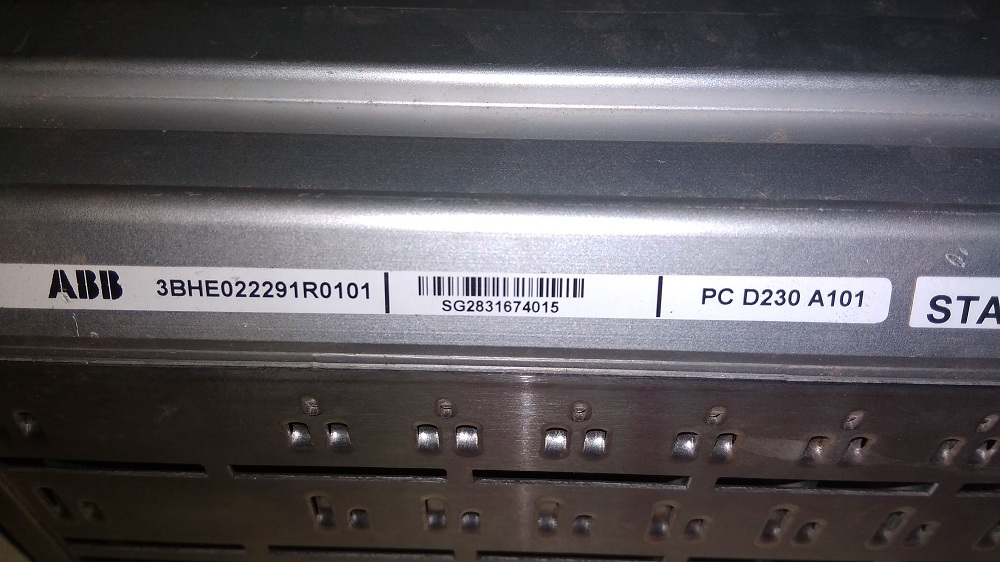 ABB 3BHE022291R0101
SG2831674015
PC D230 A101
STA